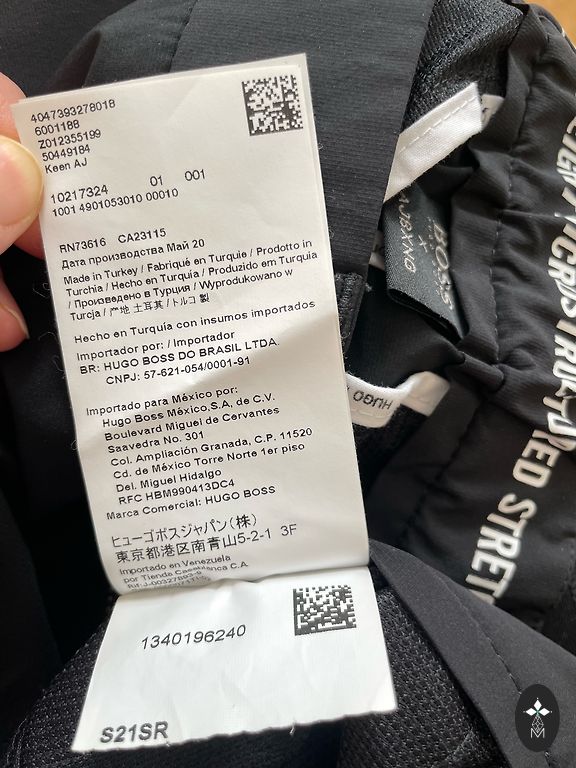 4047393278018
6001188
Z012355199
50449184
Keen AJ
10217324 01 001
1001 4901053010 00010
RN73616 CA23115
Дата производства Май 20
Made in Turkey / Fabriqué en Turquie / Prodotto in
Turchia / Hecho en Turquía / Produzido em Turquia
/ Произведено в Турции / Wyprodukowano w
Turcja / 产地 土耳其 / トルコ 製
Hecho en Turquía con insumos importados
Importador por: / Importador
BR: HUGO BOSS DO BRASIL LTDA.
CNPJ: 57-621-054/0001-91
Importado para México por:
Hugo Boss México.S.A, de C.V.
Boulevard Miguel de Cervantes
Saavedra No. 301
Col. Ampliación Granada, C.P. 11520
Cd. de México Torre Norte 1er piso
Del. Miguel Hidalgo
RFC HBM990413DC4
Marca Comercial: HUGO BOSS
ヒューゴボスジャパン(株)
東京都港区南青山5-2-1 3F
Importado en Venezuela
por Tienda Casablanca C.A.
1340196240
S21SR
BOSS
X
AJBXNG
HUGO
RED STRET
M